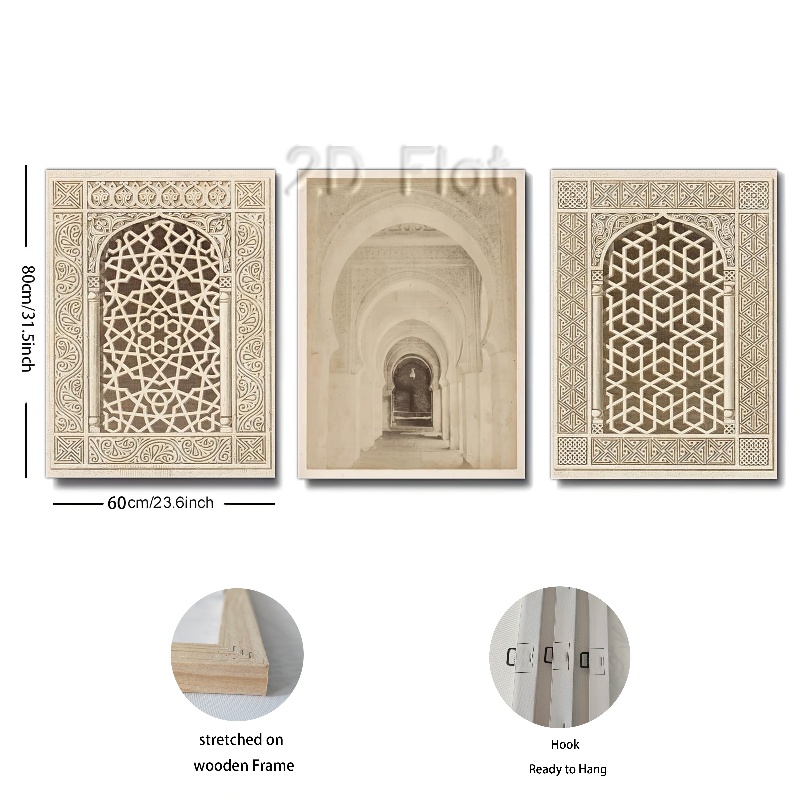 2D Flat
80cm/31.5inch
60cm/23.6inch
stretched on
wooden Frame
Hook
Ready to Hang